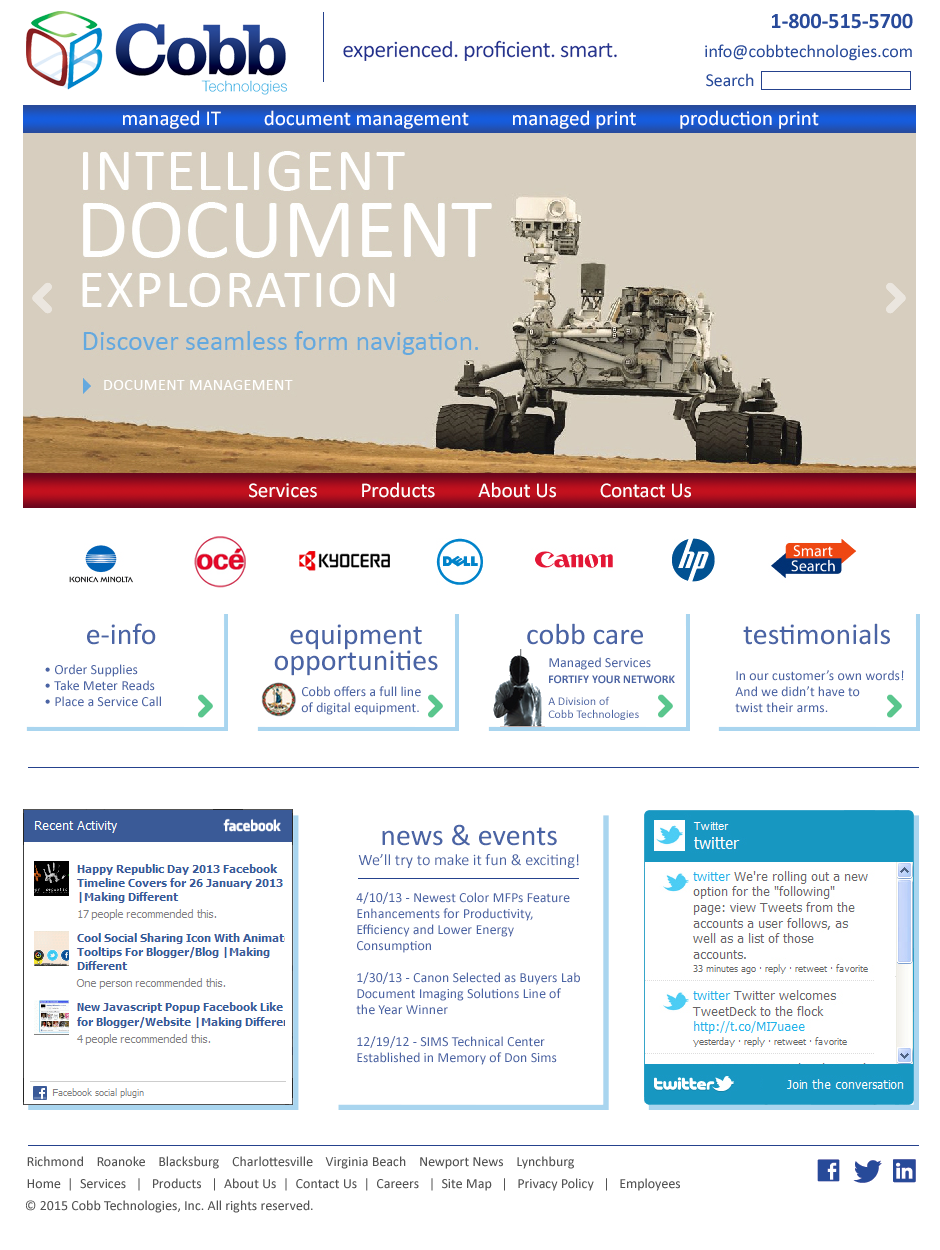 Cobb
Technologies
experienced. proficient. smart.
1-800-515-5700
info@cobbtechnologies.com
Search
managed IT document management managed print production print
INTELLIGENT
DOCUMENT
EXPLORATION
Discover seamless form navigation.
DOCUMENT MANAGEMENT
Services Products About Us Contact Us
KONICA MINOLTA
océ
KYOCERA
DELL
Canon
hp
Smart
Search
e-info
• Order Supplies
• Take Meter Reads
• Place a Service Call
equipment
opportunities
Cobb offers a full line
of digital equipment.
cobb care
Managed Services
FORTIFY YOUR NETWORK
A Division of
Cobb Technologies
testimonials
In our customer's own words!
And we didn't have to
twist their arms.
Recent Activity facebook
Happy Republic Day 2013 Facebook
Timeline Covers for 26 January 2013
|Making Different
17 people recommended this.
Cool Social Sharing Icon With Animat
Tooltips For Blogger/Blog |Making
Different
One person recommended this.
New Javascript Popup Facebook Like
for Blogger/Website |Making Differen
4 people recommended this.
Facebook social plugin
news & events
We'll try to make it fun & exciting!
4/10/13 - Newest Color MFPs Feature
Enhancements for Productivity,
Efficiency and Lower Energy
Consumption
1/30/13 - Canon Selected as Buyers Lab
Document Imaging Solutions Line of
the Year Winner
12/19/12 - SIMS Technical Center
Established in Memory of Don Sims
Twitter
twitter
twitter We're rolling out a new
option for the "following"
page: view Tweets from the
accounts a user follows, as
well as a list of those
accounts.
33 minutes ago · reply · retweet · favorite
twitter Twitter welcomes
TweetDeck to the flock
http://t.co/MI7uaee
yesterday · reply · retweet · favorite
twitter Join the conversation
Richmond Roanoke Blacksburg Charlottesville Virginia Beach Newport News Lynchburg
Home | Services | Products | About Us | Contact Us | Careers | Site Map | Privacy Policy | Employees
© 2015 Cobb Technologies, Inc. All rights reserved.